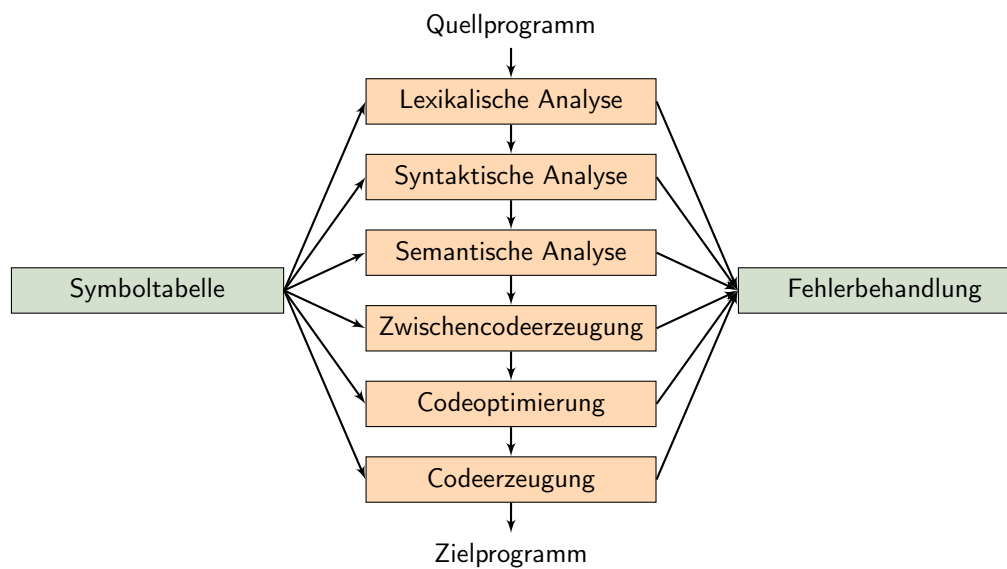 Quellprogramm
Lexikalische Analyse
Syntaktische Analyse
Semantische Analyse
Symboltabelle
Fehlerbehandlung
Zwischencodeerzeugung
Codeoptimierung
Codeerzeugung
Zielprogramm